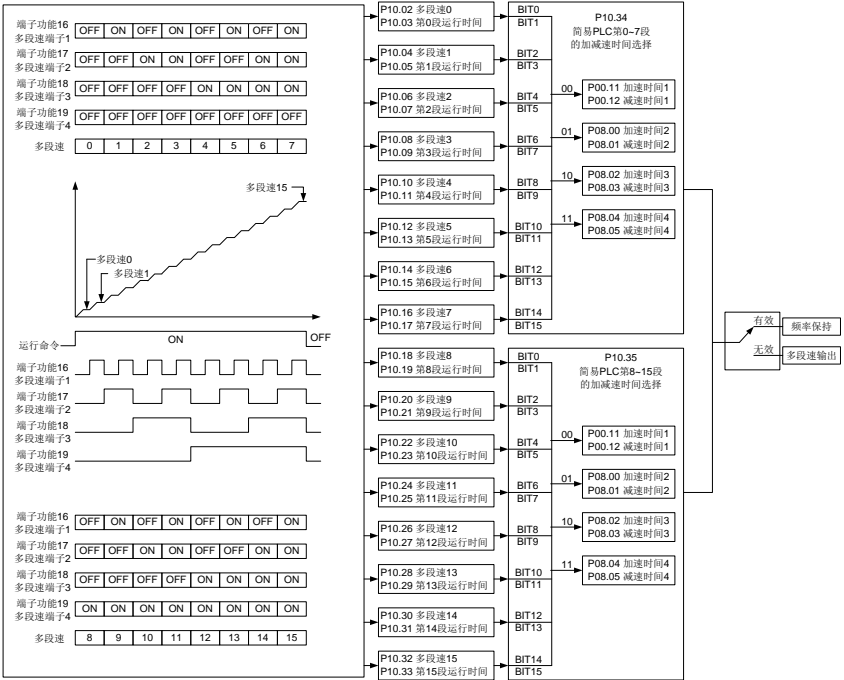 端子功能16
多段速端子1
OFF ON OFF ON OFF ON OFF ON
端子功能17
多段速端子2
OFF OFF ON ON OFF OFF ON ON
端子功能18
多段速端子3
OFF OFF OFF OFF ON ON ON ON
端子功能19
多段速端子4
OFF OFF OFF OFF OFF OFF OFF OFF
多段速 0 1 2 3 4 5 6 7
多段速15
多段速0
多段速1
运行命令
ON
OFF
端子功能16
多段速端子1
端子功能17
多段速端子2
端子功能18
多段速端子3
端子功能19
多段速端子4
端子功能16
多段速端子1
OFF ON OFF ON OFF ON OFF ON
端子功能17
多段速端子2
OFF OFF ON ON OFF OFF ON ON
端子功能18
多段速端子3
OFF OFF OFF OFF ON ON ON ON
端子功能19
多段速端子4
ON ON ON ON ON ON ON ON
多段速 8 9 10 11 12 13 14 15
P10.02 多段速0
P10.03 第0段运行时间
P10.04 多段速1
P10.05 第1段运行时间
P10.06 多段速2
P10.07 第2段运行时间
P10.08 多段速3
P10.09 第3段运行时间
P10.10 多段速4
P10.11 第4段运行时间
P10.12 多段速5
P10.13 第5段运行时间
P10.14 多段速6
P10.15 第6段运行时间
P10.16 多段速7
P10.17 第7段运行时间
P10.18 多段速8
P10.19 第8段运行时间
P10.20 多段速9
P10.21 第9段运行时间
P10.22 多段速10
P10.23 第10段运行时间
P10.24 多段速11
P10.25 第11段运行时间
P10.26 多段速12
P10.27 第12段运行时间
P10.28 多段速13
P10.29 第13段运行时间
P10.30 多段速14
P10.31 第14段运行时间
P10.32 多段速15
P10.33 第15段运行时间
BIT0
BIT1
BIT2
BIT3
BIT4
BIT5
BIT6
BIT7
BIT8
BIT9
BIT10
BIT11
BIT12
BIT13
BIT14
BIT15
P10.34
简易PLC第0~7段
的加减速时间选择
00
P00.11 加速时间1
P00.12 减速时间1
01
P08.00 加速时间2
P08.01 减速时间2
10
P08.02 加速时间3
P08.03 减速时间3
11
P08.04 加速时间4
P08.05 减速时间4
BIT0
BIT1
BIT2
BIT3
BIT4
BIT5
BIT6
BIT7
BIT8
BIT9
BIT10
BIT11
BIT12
BIT13
BIT14
BIT15
P10.35
简易PLC第8~15段
的加减速时间选择
00
P00.11 加速时间1
P00.12 减速时间1
01
P08.00 加速时间2
P08.01 减速时间2
10
P08.02 加速时间3
P08.03 减速时间3
11
P08.04 加速时间4
P08.05 减速时间4
有效
频率保持
无效
多段速输出